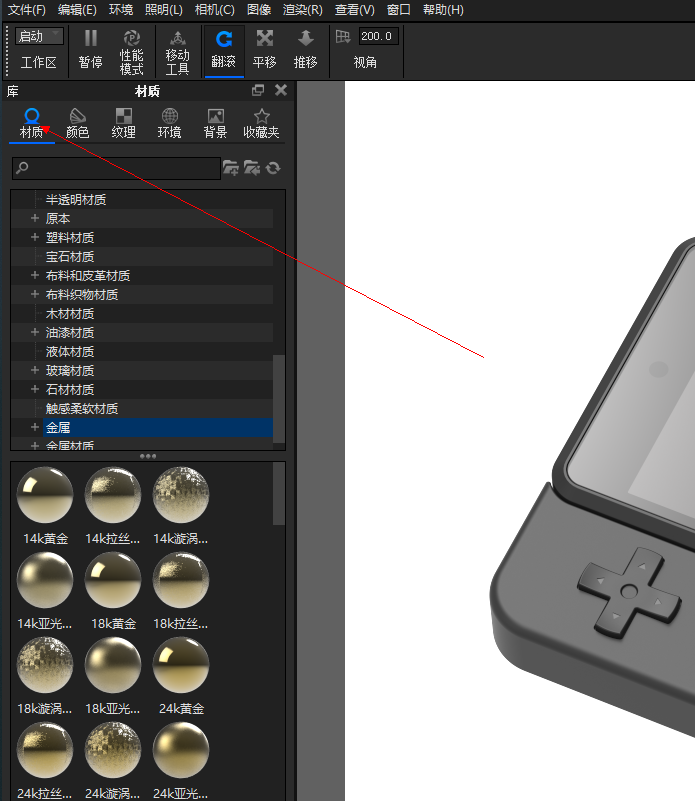 文件(F) 编辑(E) 环境 照明(L) 相机(C) 图像 渲染(R) 查看(V) 窗口 帮助(H)
启动 200.0
工作区 暂停 性能模式 移动工具 翻滚 平移 推移 视角
库 材质
材质 颜色 纹理 环境 背景 收藏夹
半透明材质
原本
塑料材质
宝石材质
布料和皮革材质
布料织物材质
木材材质
油漆材质
液体材质
玻璃材质
石材材质
触感柔软材质
金属
金属材质
14k黄金 14k拉丝... 14k漩涡...
14k亚光... 18k黄金 18k拉丝...
18k漩涡... 18k亚光... 24k黄金
24k拉丝... 24k漩涡... 24k亚光...